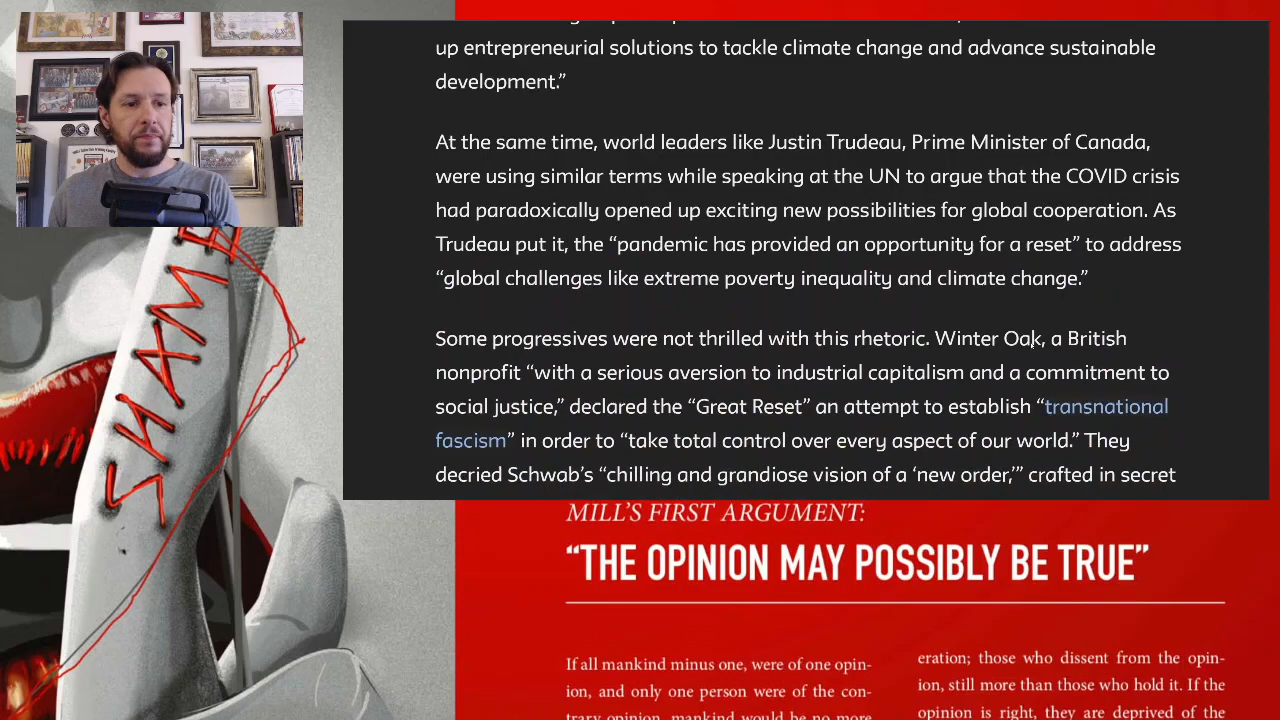 up entrepreneurial solutions to tackle climate change and advance sustainable
development.”
At the same time, world leaders like Justin Trudeau, Prime Minister of Canada,
were using similar terms while speaking at the UN to argue that the COVID crisis
had paradoxically opened up exciting new possibilities for global cooperation. As
Trudeau put it, the “pandemic has provided an opportunity for a reset” to address
“global challenges like extreme poverty inequality and climate change.”
Some progressives were not thrilled with this rhetoric. Winter Oak, a British
nonprofit “with a serious aversion to industrial capitalism and a commitment to
social justice,” declared the “Great Reset” an attempt to establish “transnational
fascism” in order to “take total control over every aspect of our world.” They
decried Schwab’s “chilling and grandiose vision of a ‘new order,’” crafted in secret
SHAME
MILL’S FIRST ARGUMENT:
“THE OPINION MAY POSSIBLY BE TRUE”
If all mankind minus one, were of one opin-
ion, and only one person were of the con-
trary opinion, mankind would be no more
eration; those who dissent from the opin-
ion, still more than those who hold it. If the
opinion is right, they are deprived of the